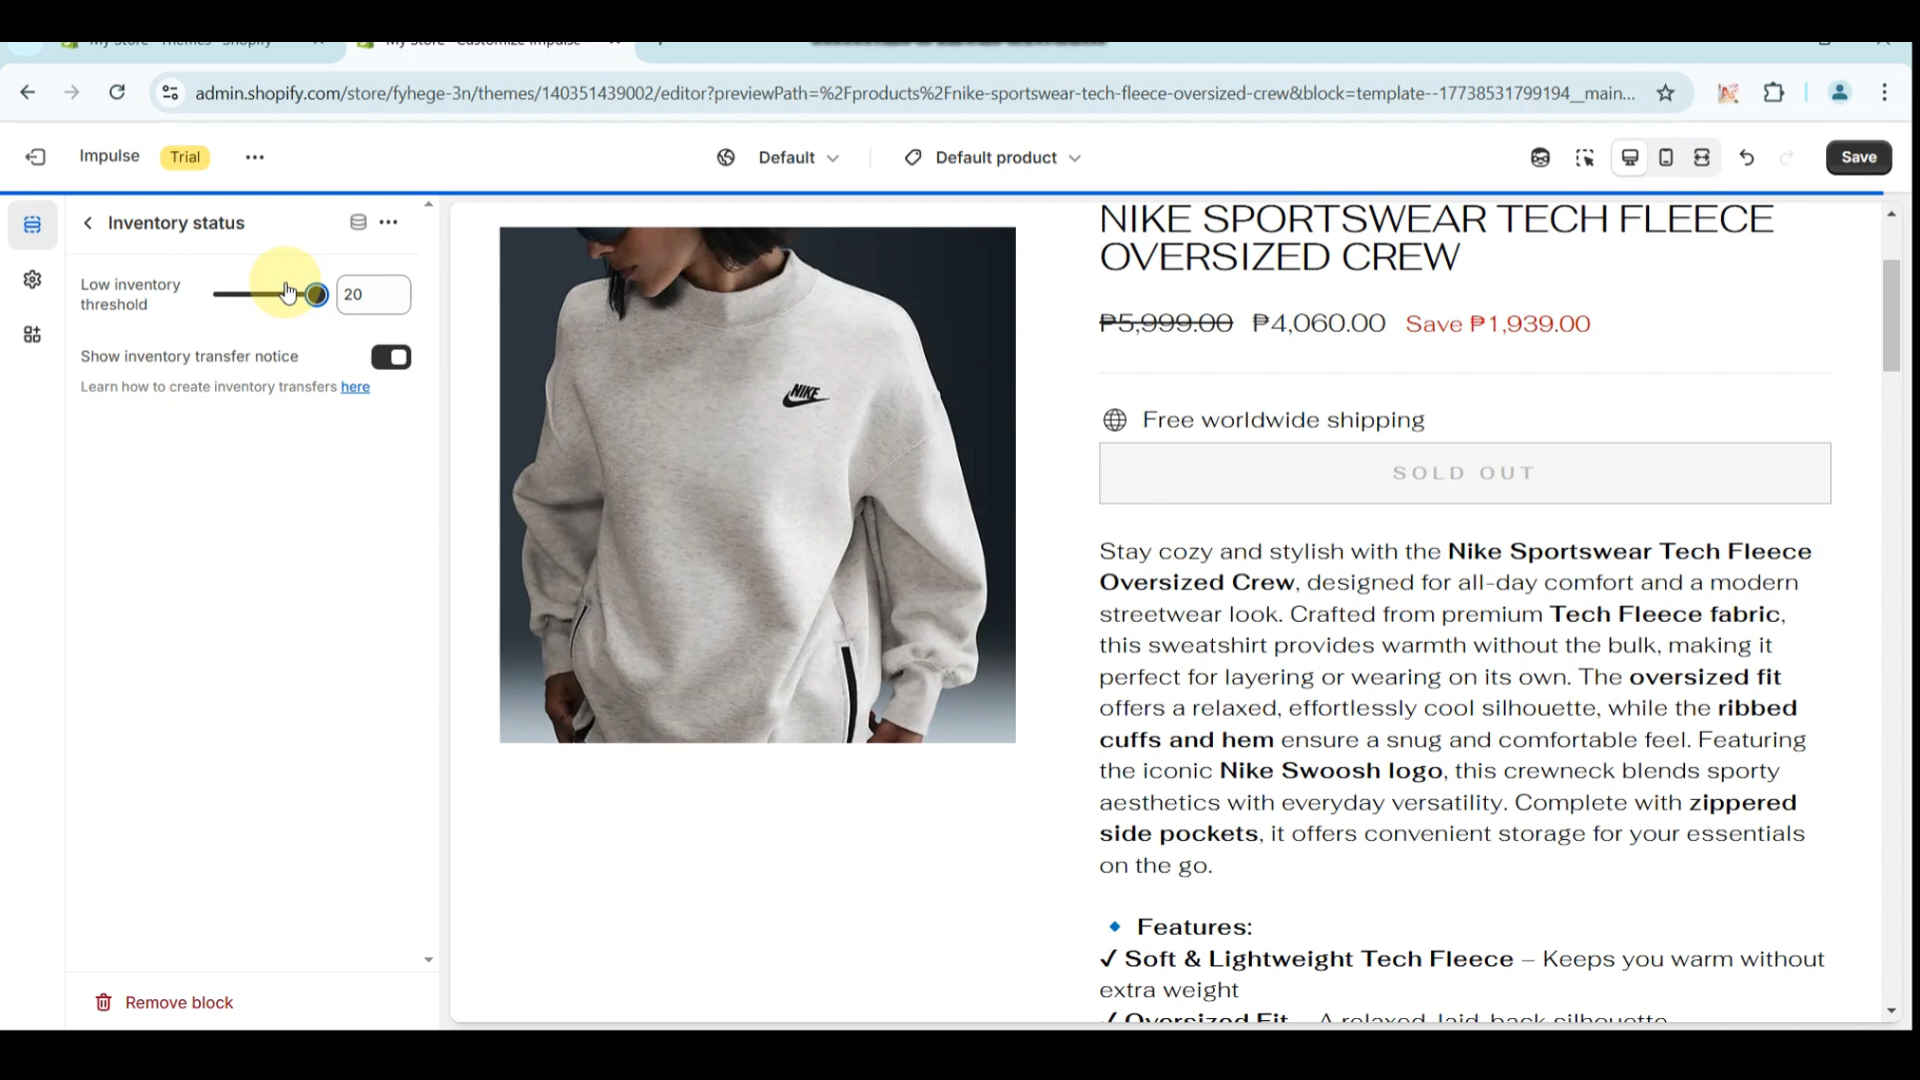 admin.shopify.com/store/fyhege-3n/themes/140351439002/editor?previewPath=%2Fproducts%2Fnike-sportswear-tech-fleece-oversized-crew&block=template--17738531799194__main...
Impulse
Trial
Default
Default product
Save
Inventory status
Low inventory
threshold
20
Show inventory transfer notice
Learn how to create inventory transfers here
Remove block
NIKE
NIKE SPORTSWEAR TECH FLEECE
OVERSIZED CREW
₱5,999.00 ₱4,060.00 Save ₱1,939.00
Free worldwide shipping
SOLD OUT
Stay cozy and stylish with the Nike Sportswear Tech Fleece
Oversized Crew, designed for all-day comfort and a modern
streetwear look. Crafted from premium Tech Fleece fabric,
this sweatshirt provides warmth without the bulk, making it
perfect for layering or wearing on its own. The oversized fit
offers a relaxed, effortlessly cool silhouette, while the ribbed
cuffs and hem ensure a snug and comfortable feel. Featuring
the iconic Nike Swoosh logo, this crewneck blends sporty
aesthetics with everyday versatility. Complete with zippered
side pockets, it offers convenient storage for your essentials
on the go.
🔹 Features:
✔ Soft & Lightweight Tech Fleece – Keeps you warm without
extra weight
✔ Oversized Fit – A relaxed, laid-back silhouette